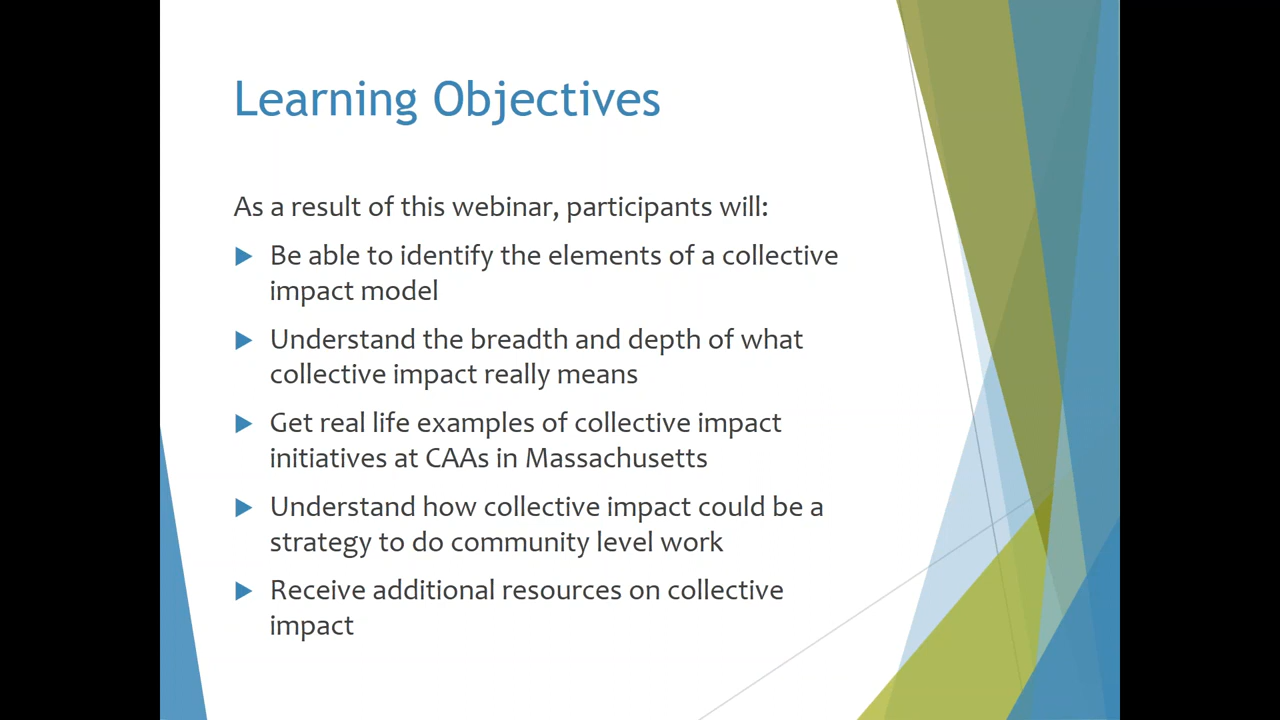 Learning Objectives
As a result of this webinar, participants will:
Be able to identify the elements of a collective
impact model
Understand the breadth and depth of what
collective impact really means
Get real life examples of collective impact
initiatives at CAAs in Massachusetts
Understand how collective impact could be a
strategy to do community level work
Receive additional resources on collective
impact